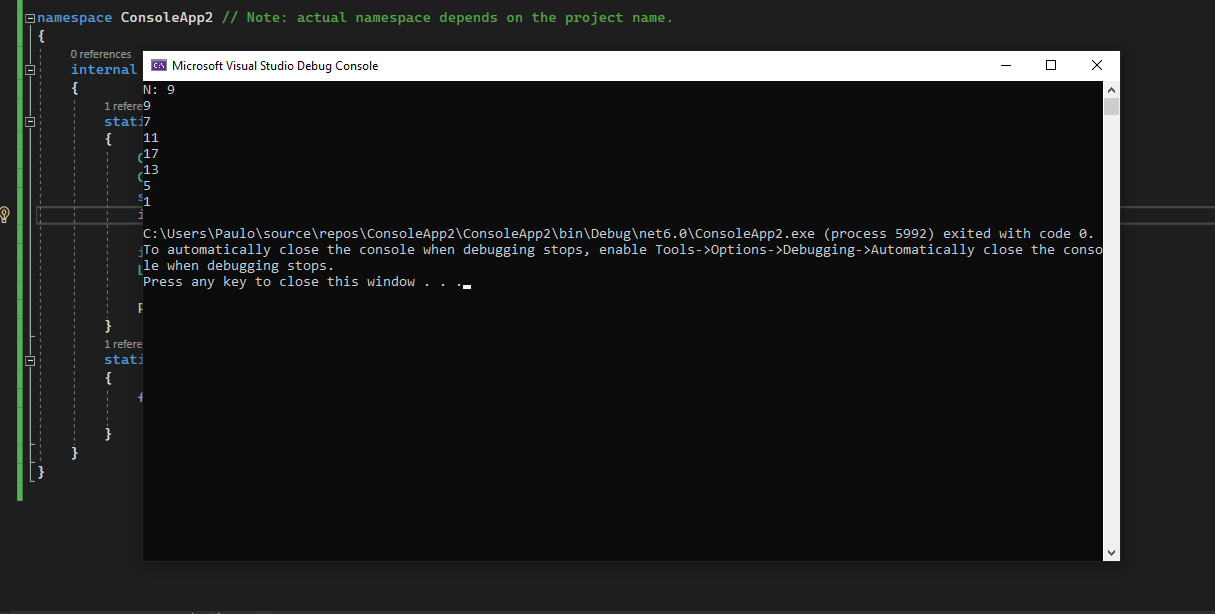 namespace ConsoleApp2 // Note: actual namespace depends on the project name.
{
0 references
internal
{
Microsoft Visual Studio Debug Console
N: 9
1 refere
9
stati
7
{
11
17
13
5
1
C:\Users\Paulo\source\repos\ConsoleApp2\ConsoleApp2\bin\Debug\net6.0\ConsoleApp2.exe (process 5992) exited with code 0.
To automatically close the console when debugging stops, enable Tools->Options->Debugging->Automatically close the conso
le when debugging stops.
Press any key to close this window . . .
}
1 refere
stati
{
}
}
}